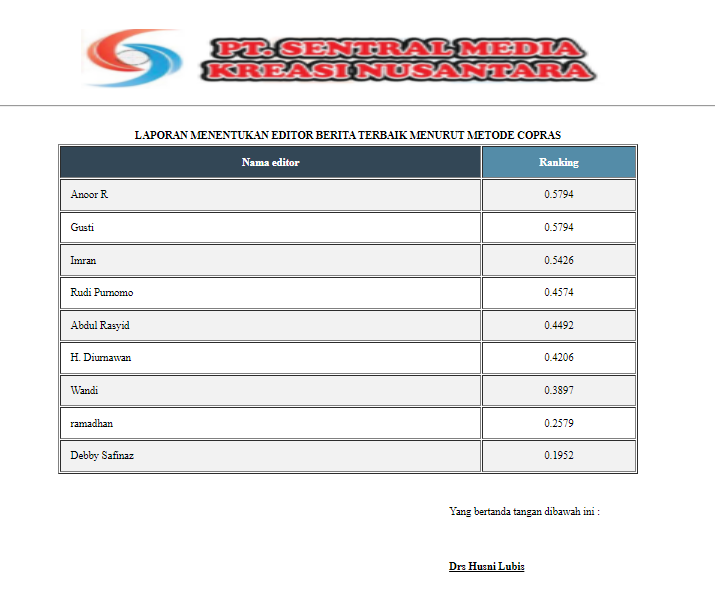 PT. SENTRAL MEDIA
KREASI NUSANTARA
LAPORAN MENENTUKAN EDITOR BERITA TERBAIK MENURUT METODE COPRAS
Nama editor Ranking
Anoor R 0.5794
Gusti 0.5794
Imran 0.5426
Rudi Purnomo 0.4574
Abdul Rasyid 0.4492
H. Diurnawan 0.4206
Wandi 0.3897
ramadhan 0.2579
Debby Safinaz 0.1952
Yang bertanda tangan dibawah ini :
Drs Husni Lubis